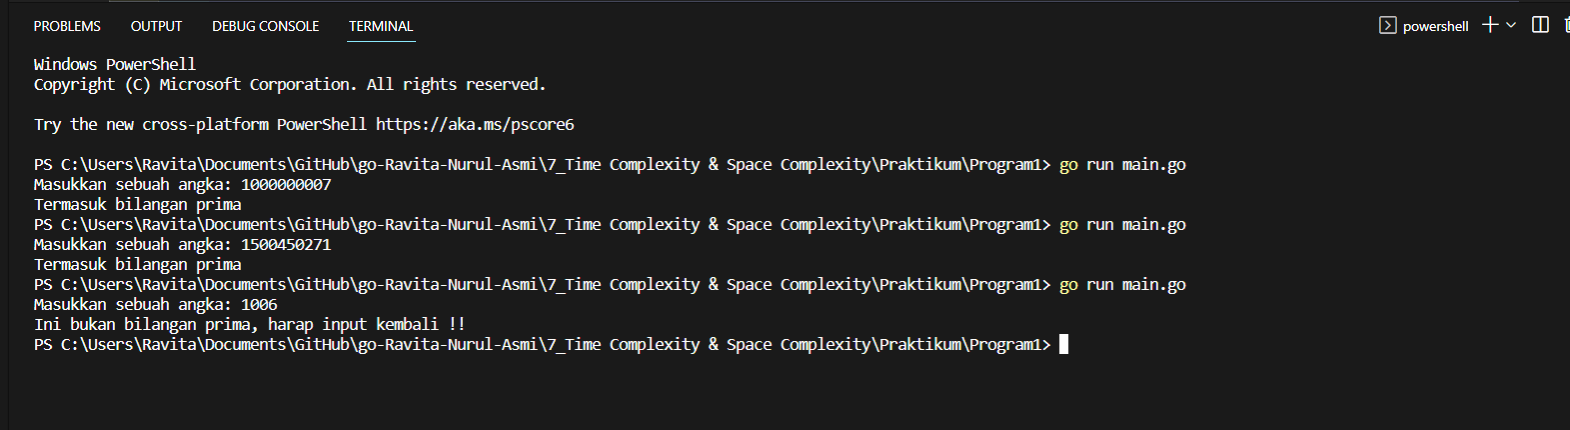 PROBLEMS OUTPUT DEBUG CONSOLE TERMINAL powershell
Windows PowerShell
Copyright (C) Microsoft Corporation. All rights reserved.
Try the new cross-platform PowerShell https://aka.ms/pscore6
PS C:\Users\Ravita\Documents\GitHub\go-Ravita-Nurul-Asmi\7_Time Complexity & Space Complexity\Praktikum\Program1> go run main.go
Masukkan sebuah angka: 1000000007
Termasuk bilangan prima
PS C:\Users\Ravita\Documents\GitHub\go-Ravita-Nurul-Asmi\7_Time Complexity & Space Complexity\Praktikum\Program1> go run main.go
Masukkan sebuah angka: 1500450271
Termasuk bilangan prima
PS C:\Users\Ravita\Documents\GitHub\go-Ravita-Nurul-Asmi\7_Time Complexity & Space Complexity\Praktikum\Program1> go run main.go
Masukkan sebuah angka: 1006
Ini bukan bilangan prima, harap input kembali !!
PS C:\Users\Ravita\Documents\GitHub\go-Ravita-Nurul-Asmi\7_Time Complexity & Space Complexity\Praktikum\Program1>